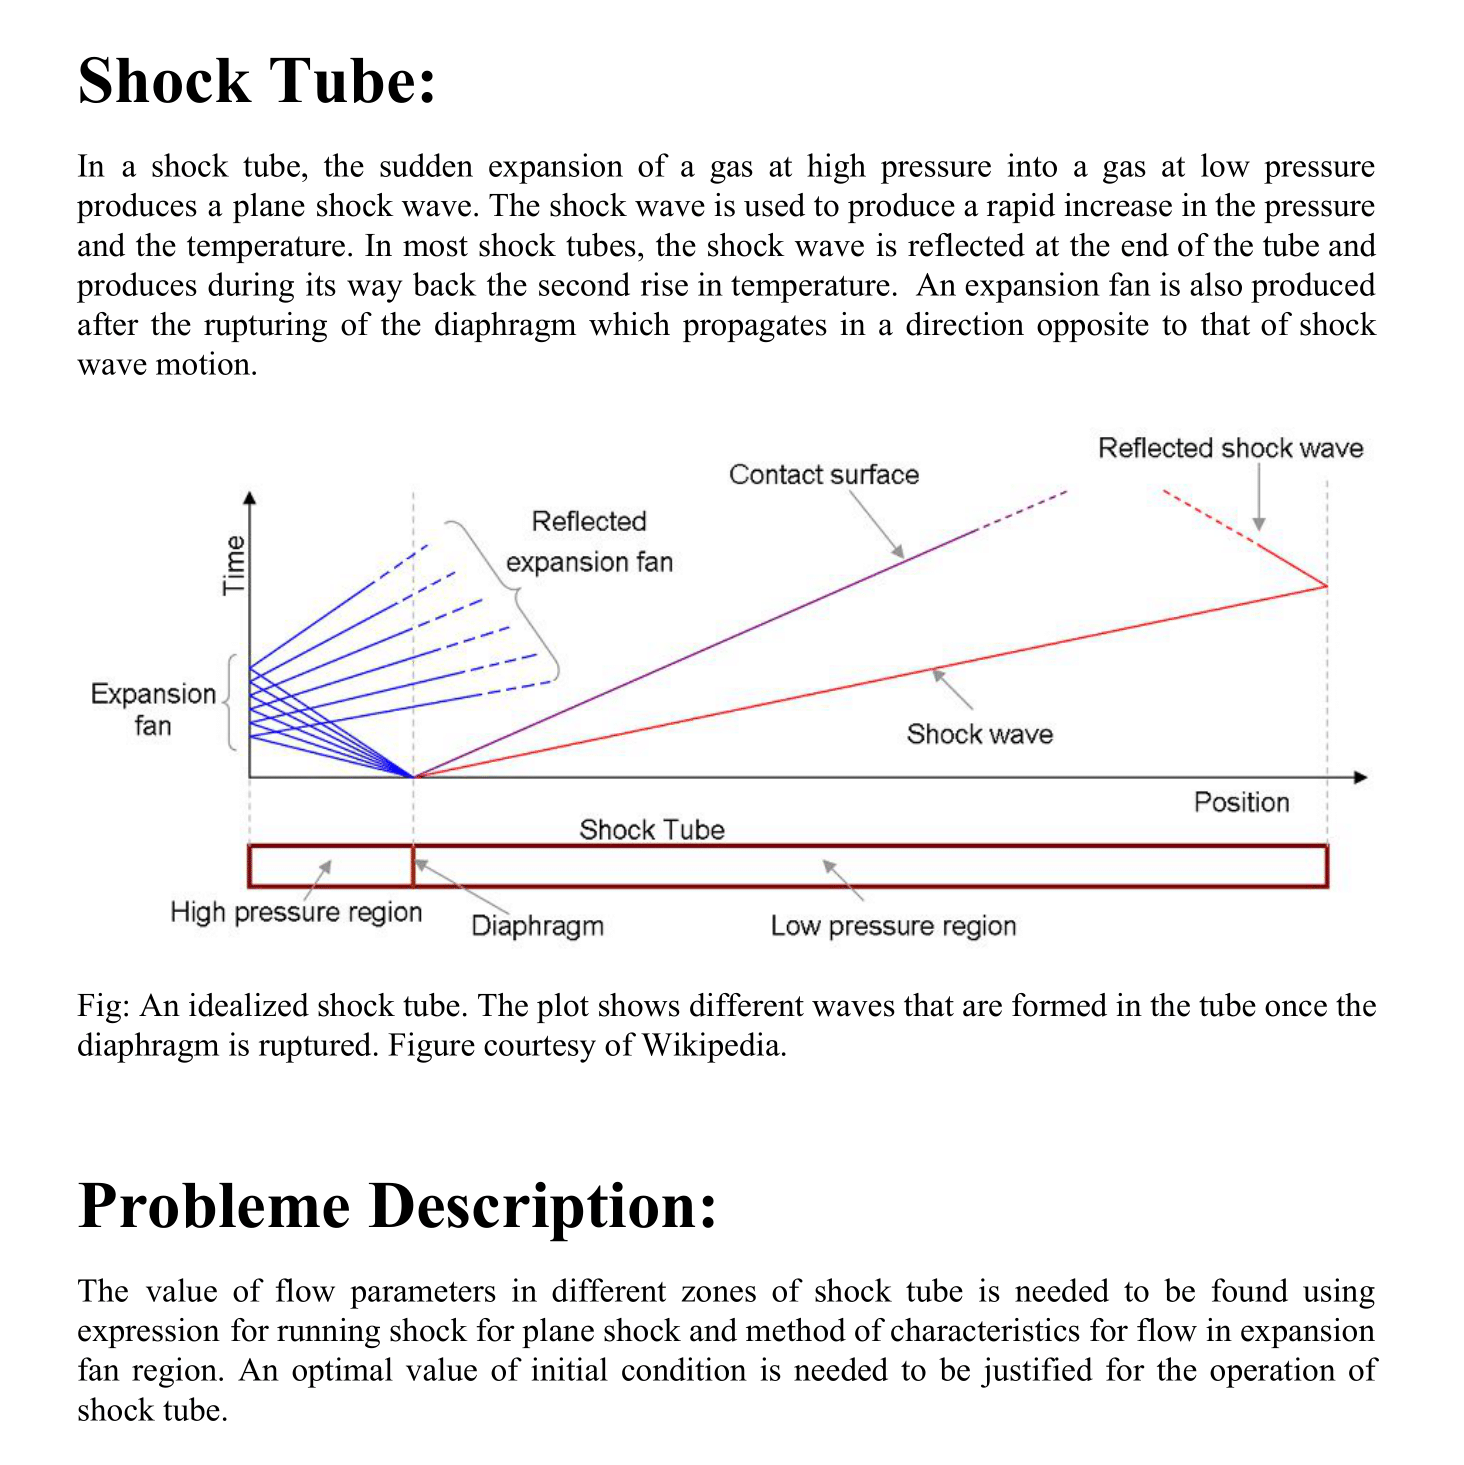 Shock Tube:
In a shock tube, the sudden expansion of a gas at high pressure into a gas at low pressure
produces a plane shock wave. The shock wave is used to produce a rapid increase in the pressure
and the temperature. In most shock tubes, the shock wave is reflected at the end of the tube and
produces during its way back the second rise in temperature. An expansion fan is also produced
after the rupturing of the diaphragm which propagates in a direction opposite to that of shock
wave motion.
Reflected shock wave
Contact surface
Reflected
expansion fan
Time
Expansion
fan
Shock wave
Position
Shock Tube
High pressure region
Diaphragm
Low pressure region
Fig: An idealized shock tube. The plot shows different waves that are formed in the tube once the
diaphragm is ruptured. Figure courtesy of Wikipedia.
Probleme Description:
The value of flow parameters in different zones of shock tube is needed to be found using
expression for running shock for plane shock and method of characteristics for flow in expansion
fan region. An optimal value of initial condition is needed to be justified for the operation of
shock tube.